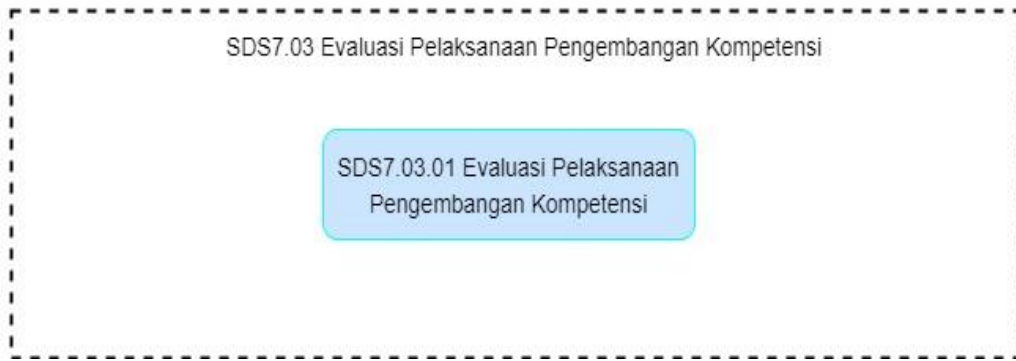 SDS7.03 Evaluasi Pelaksanaan Pengembangan Kompetensi
SDS7.03.01 Evaluasi Pelaksanaan
Pengembangan Kompetensi